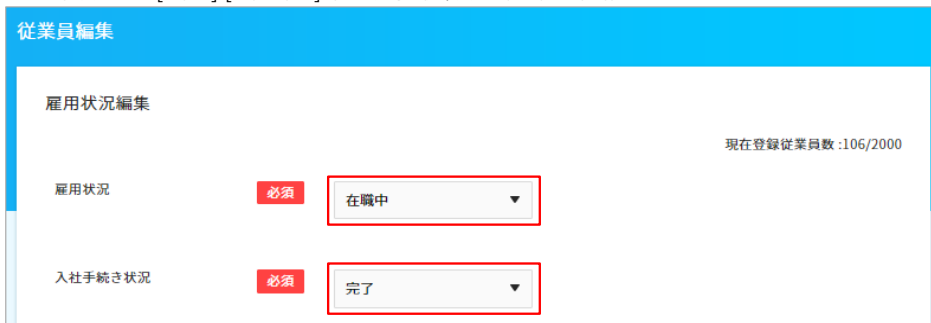 従業員編集
雇用状況編集
現在登録従業員数 :106/2000
雇用状況 必須 在職中
入社手続き状況 必須 完了